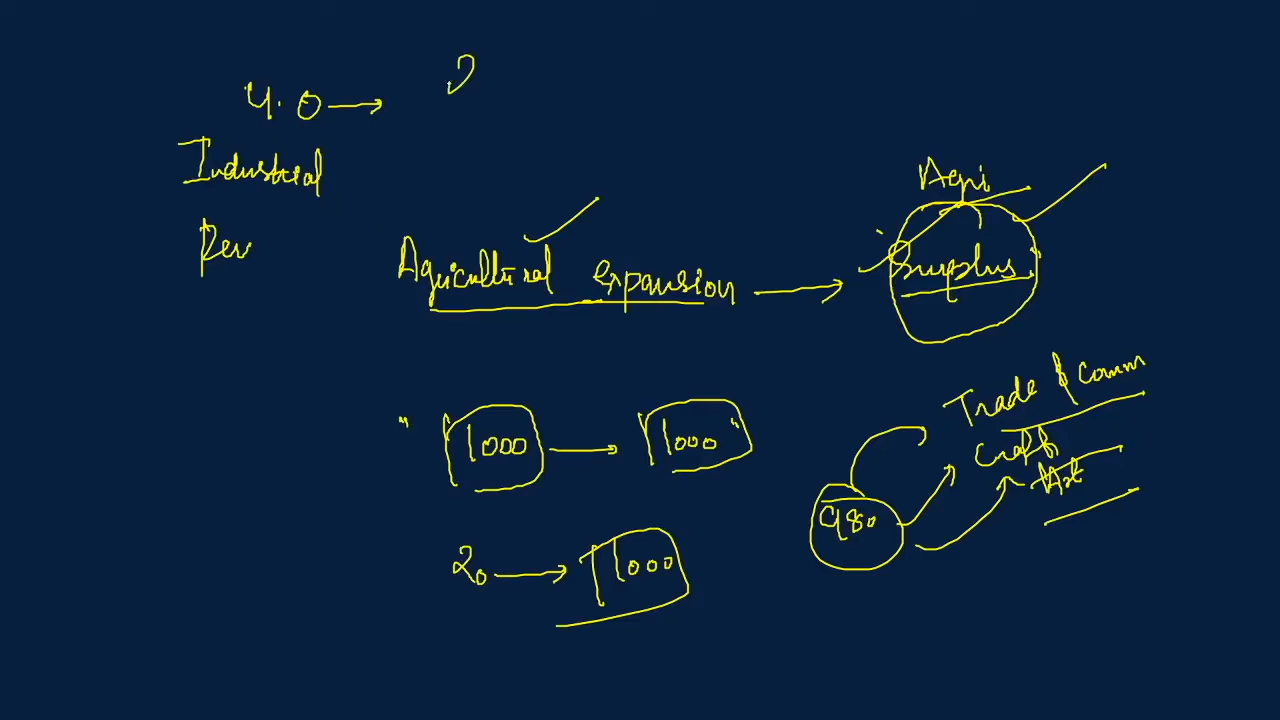 4.0 →
Industrial
Rev
Agri
Agricultural expansion → Surplus
"1000 → 1000"
Trade & Comm
Craft
Art
980
20 → 1000